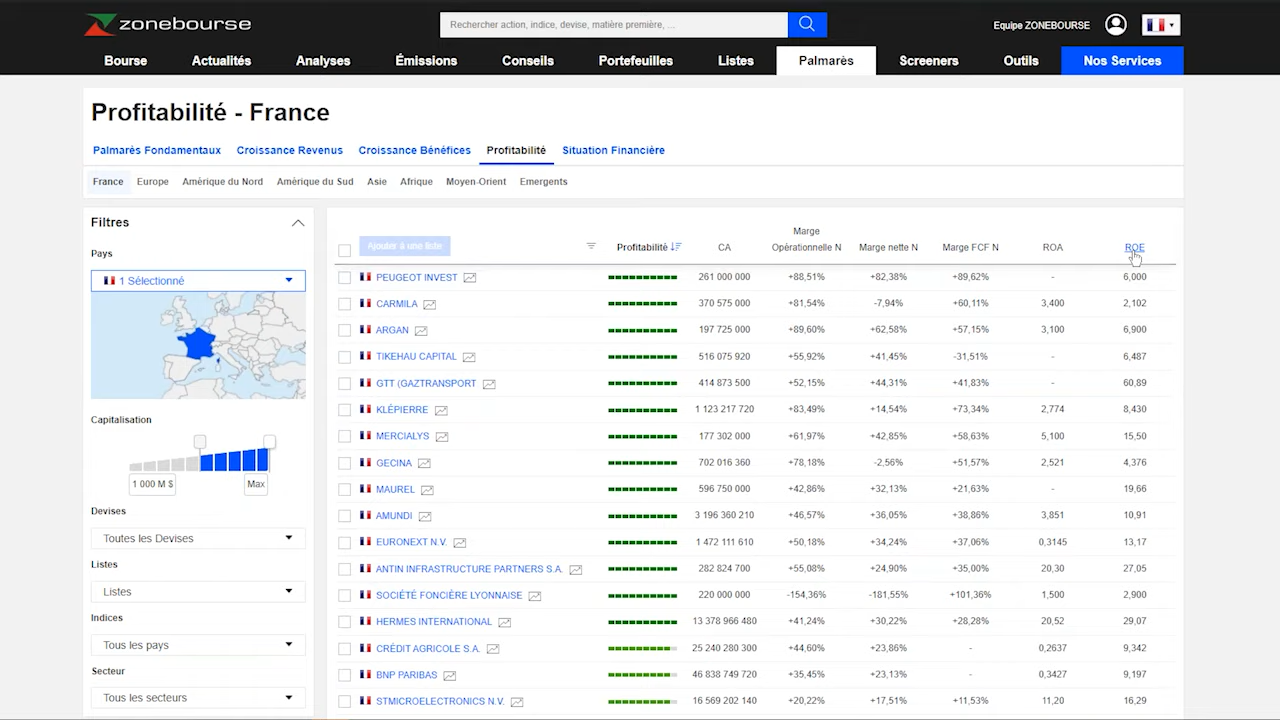 zonebourse
Rechercher action, indice, devise, matière première, ...
Equipe ZONEBOURSE
Bourse Actualités Analyses Émissions Conseils Portefeuilles Listes Palmarès Screeners Outils Nos Services
Profitabilité - France
Palmarès Fondamentaux Croissance Revenus Croissance Bénéfices Profitabilité Situation Financière
France Europe Amérique du Nord Amérique du Sud Asie Afrique Moyen-Orient Emergents
Filtres
Pays
1 Sélectionné
Capitalisation
1 000 M $ Max
Devises
Toutes les Devises
Listes
Listes
Indices
Tous les pays
Secteur
Tous les secteurs
Ajouter à une liste Profitabilité CA Marge Opérationnelle N Marge nette N Marge FCF N ROA ROE
PEUGEOT INVEST 261 000 000 +88,51% +82,38% +89,62% 6,000
CARMILA 370 575 000 +81,54% -7,94% +60,11% 3,400 2,102
ARGAN 197 725 000 +89,60% +62,58% +57,15% 3,100 6,900
TIKEHAU CAPITAL 516 075 920 +55,92% +41,45% -31,51% - 6,487
GTT (GAZTRANSPORT 414 873 500 +52,15% +44,31% +41,83% - 60,89
KLÉPIERRE 1 123 217 720 +83,49% +14,54% +73,34% 2,774 8,430
MERCIALYS 177 302 000 +61,97% +42,85% +58,63% 5,100 15,50
GECINA 702 016 360 +78,18% -2,56% +51,57% 2,521 4,376
MAUREL 596 750 000 +42,86% +32,13% +21,63% - 19,66
AMUNDI 3 196 360 210 +46,57% +36,05% +38,86% 3,851 10,91
EURONEXT N.V. 1 472 111 610 +50,18% +34,24% +37,06% 0,3145 13,17
ANTIN INFRASTRUCTURE PARTNERS S.A. 282 824 700 +55,08% +24,90% +35,00% 20,30 27,05
SOCIÉTÉ FONCIÈRE LYONNAISE 220 000 000 -154,36% -181,55% +101,36% 1,500 2,900
HERMES INTERNATIONAL 13 378 966 480 +41,24% +30,22% +28,28% 20,52 29,07
CRÉDIT AGRICOLE S.A. 25 240 280 300 +44,60% +23,86% - 0,2637 9,342
BNP PARIBAS 46 838 749 720 +35,45% +23,13% - 0,3427 9,197
STMICROELECTRONICS N.V. 16 569 202 140 +20,22% +17,51% +11,53% 11,20 16,29